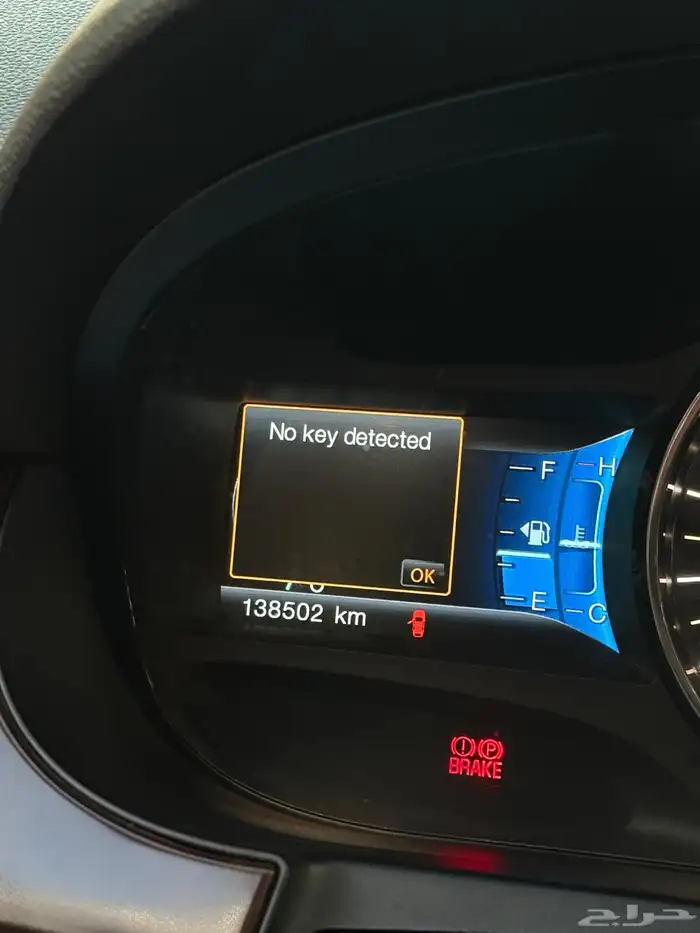 No key detected
OK
F
H
E
C
138502 km
(!) (P)
BRAKE
حراج